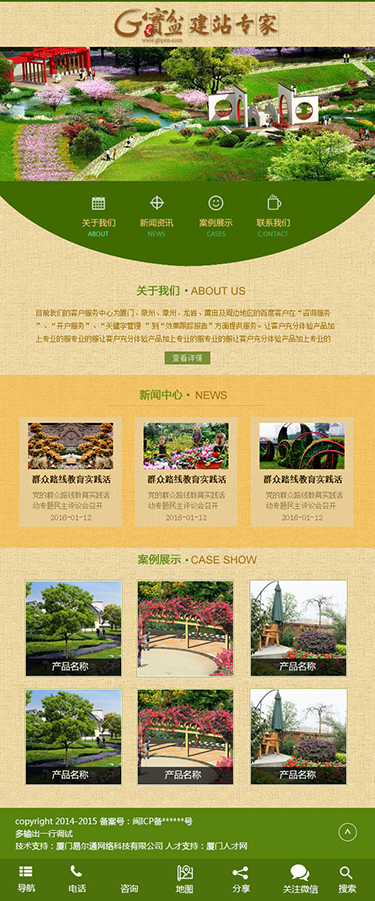 寶盆 建站专家
www.gbpen.com
关于我们
ABOUT
新闻资讯
NEWS
案例展示
CASES
联系我们
CONTACT
关于我们 · ABOUT US
目前我们的客户服务中心为厦门、泉州、漳州、龙岩、莆田及周边地区的百度客户在“咨询服务
”、“开户服务”、“关键字管理 ”到“效果跟踪报告”方面提供服务。让客户充分体验产品加
上专业的服专业的服让客户充分体验产品加上专业的服专业的服让客户充分体验产品加上专业的
查看详情
新闻中心 · NEWS
群众路线教育实践活
党的群众路线教育实践活
动专题民主评议会召开
2016-01-12
群众路线教育实践活
党的群众路线教育实践活
动专题民主评议会召开
2016-01-12
群众路线教育实践活
党的群众路线教育实践活
动专题民主评议会召开
2016-01-12
案例展示 · CASE SHOW
产品名称
产品名称
产品名称
产品名称
产品名称
产品名称
copyright 2014-2015 备案号：闽ICP备******号
多输出一行调试
技术支持：厦门易尔通网络科技有限公司 人才支持：厦门人才网
导航
电话
咨询
地图
分享
关注微信
搜索